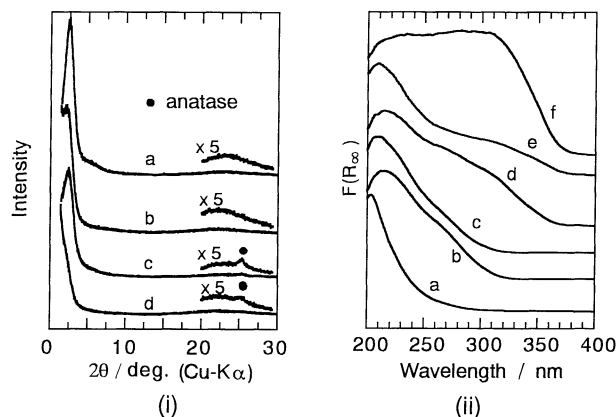 Intensity
● anatase
x 5
a
x 5
b
x 5
c
x 5
d
0 10 20 30
2θ / deg. (Cu-Kα)
(i)
F(R∞)
f
e
d
c
b
a
200 250 300 350 400
Wavelength / nm
(ii)